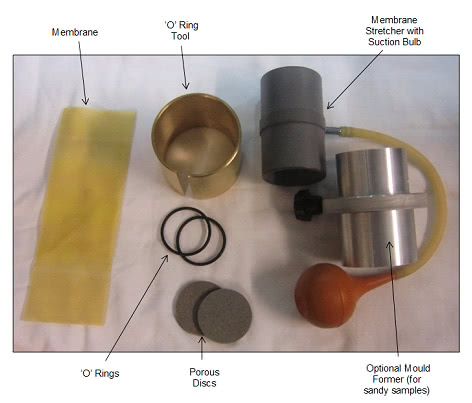 Membrane
'O' Ring
Tool
Membrane
Stretcher with
Suction Bulb
'O' Rings
Porous
Discs
Optional Mould
Former (for
sandy samples)